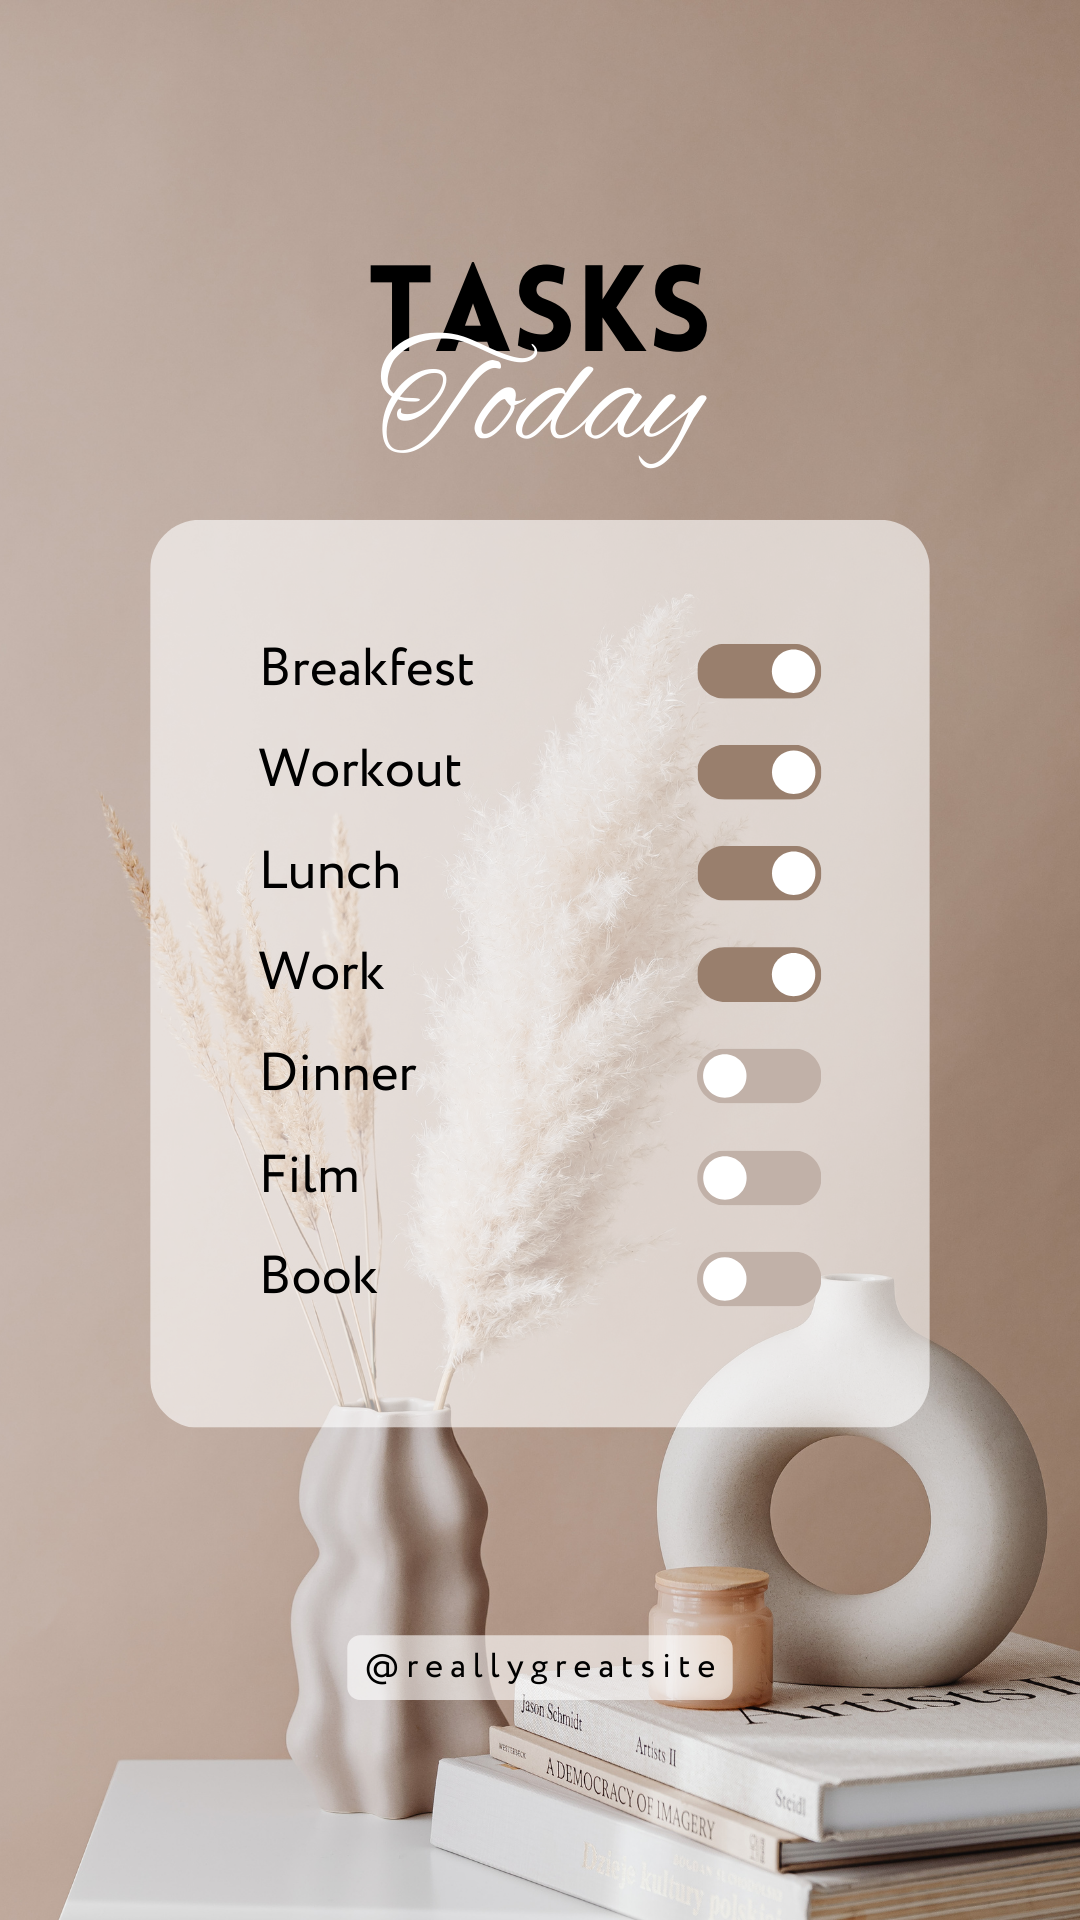 TASKS
Today
Breakfest
Workout
Lunch
Work
Dinner
Film
Book
@reallygreatsite
Artists II
Jason Schmidt
Artists II
Steidl
A DEMOCRACY OF IMAGERY
Dzieje kultury polskiej